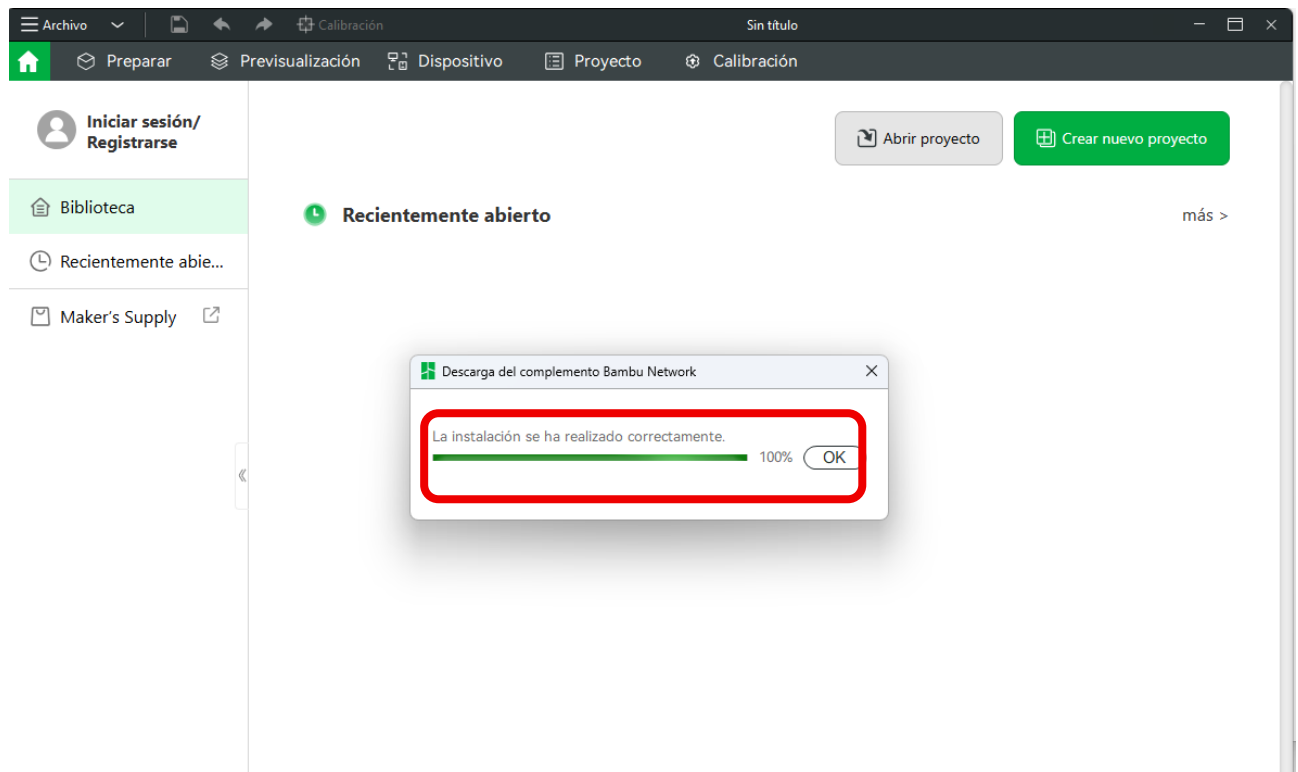 Archivo
Calibración
Sin título
Preparar
Previsualización
Dispositivo
Proyecto
Calibración
Iniciar sesión/
Registrarse
Abrir proyecto
Crear nuevo proyecto
Biblioteca
Recientemente abierto
más >
Recientemente abie...
Maker's Supply
Descarga del complemento Bambu Network
La instalación se ha realizado correctamente.
100%
OK